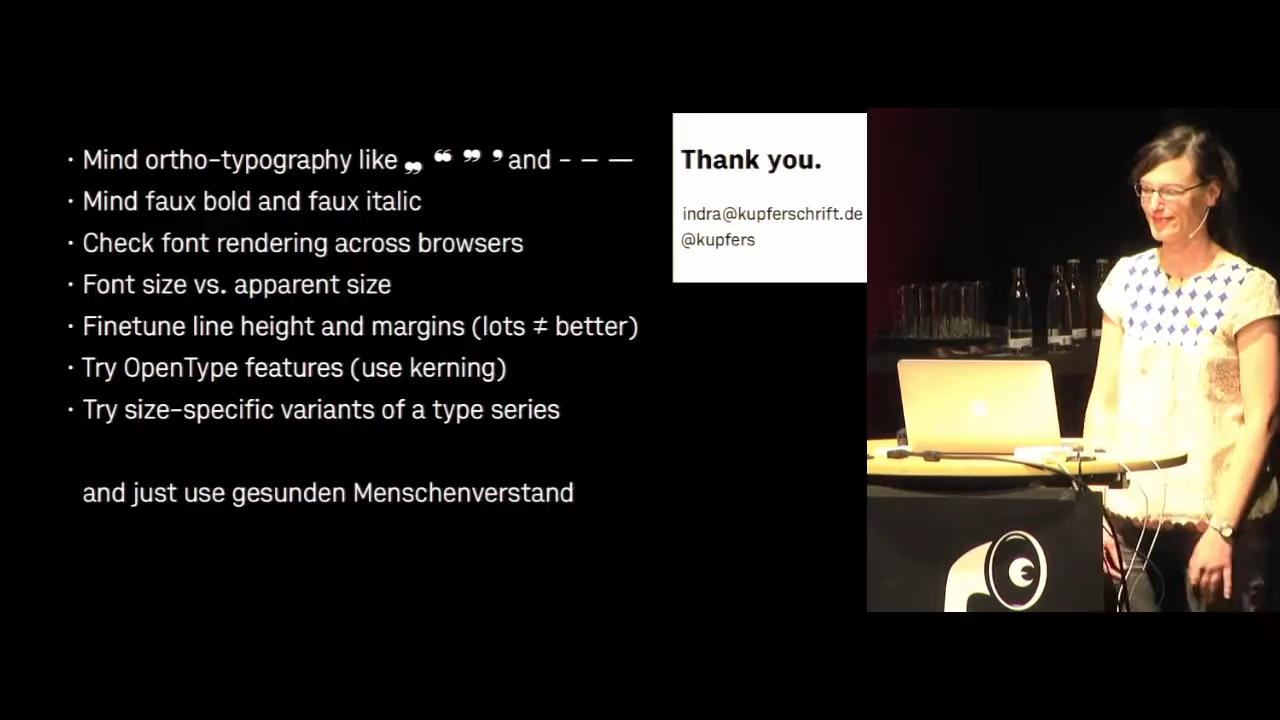 · Mind ortho-typography like „ “ ” ’ and - – —
· Mind faux bold and faux italic
· Check font rendering across browsers
· Font size vs. apparent size
· Finetune line height and margins (lots ≠ better)
· Try OpenType features (use kerning)
· Try size-specific variants of a type series
and just use gesunden Menschenverstand
Thank you.
indra@kupferschrift.de
@kupfers